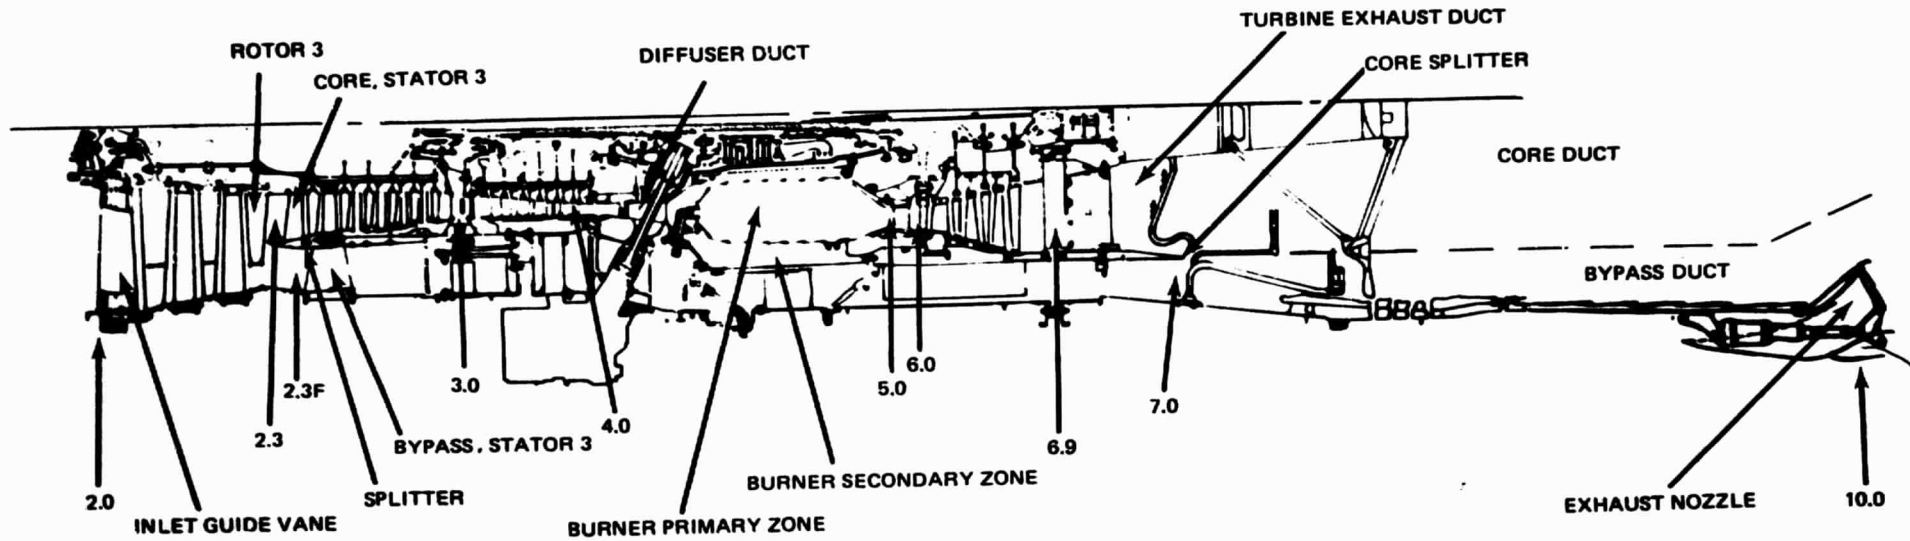 TURBINE EXHAUST DUCT
ROTOR 3
DIFFUSER DUCT
CORE SPLITTER
CORE, STATOR 3
CORE DUCT
BYPASS DUCT
6.0
3.0
2.3F
5.0
7.0
4.0
2.3
BYPASS, STATOR 3
6.9
BURNER SECONDARY ZONE
2.0
SPLITTER
EXHAUST NOZZLE
10.0
INLET GUIDE VANE
BURNER PRIMARY ZONE